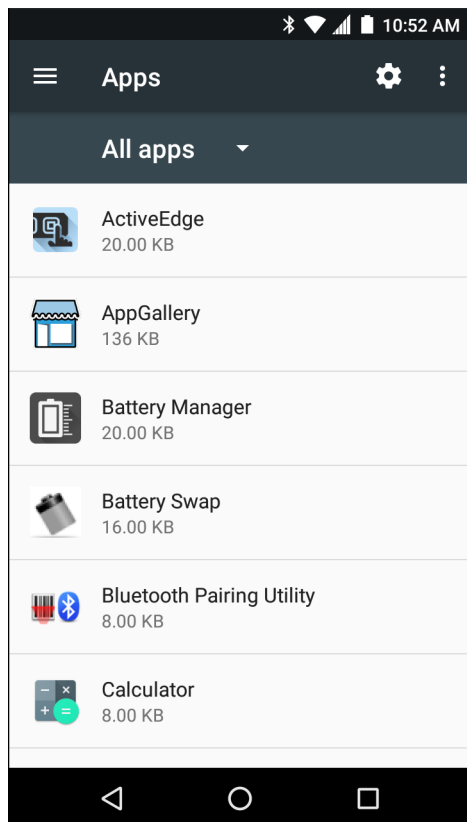 10:52 AM
Apps
All apps
ActiveEdge
20.00 KB
AppGallery
136 KB
Battery Manager
20.00 KB
Battery Swap
16.00 KB
Bluetooth Pairing Utility
8.00 KB
Calculator
8.00 KB